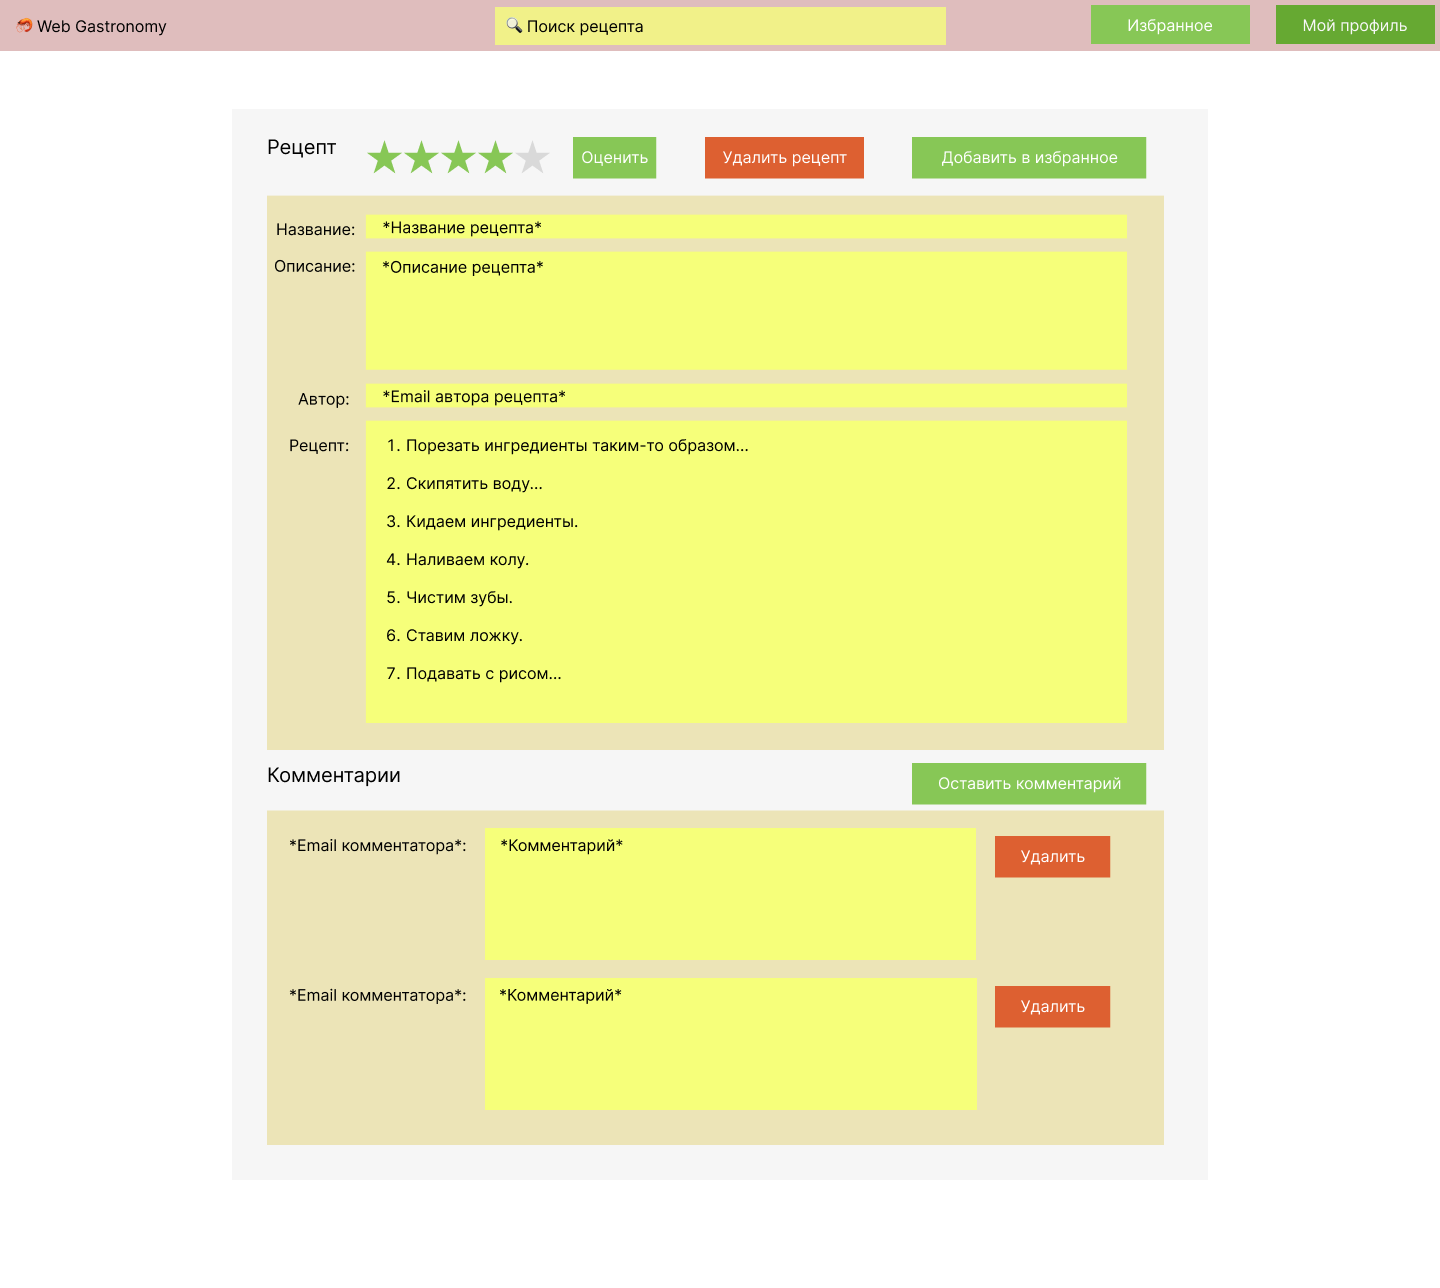 Web Gastronomy
Поиск рецепта
Избранное
Мой профиль
Рецепт
Оценить
Удалить рецепт
Добавить в избранное
Название:
*Название рецепта*
Описание:
*Описание рецепта*
Автор:
*Email автора рецепта*
Рецепт:
1. Порезать ингредиенты таким-то образом...
2. Скипятить воду...
3. Кидаем ингредиенты.
4. Наливаем колу.
5. Чистим зубы.
6. Ставим ложку.
7. Подавать с рисом...
Комментарии
Оставить комментарий
*Email комментатора*:
*Комментарий*
Удалить
*Email комментатора*:
*Комментарий*
Удалить